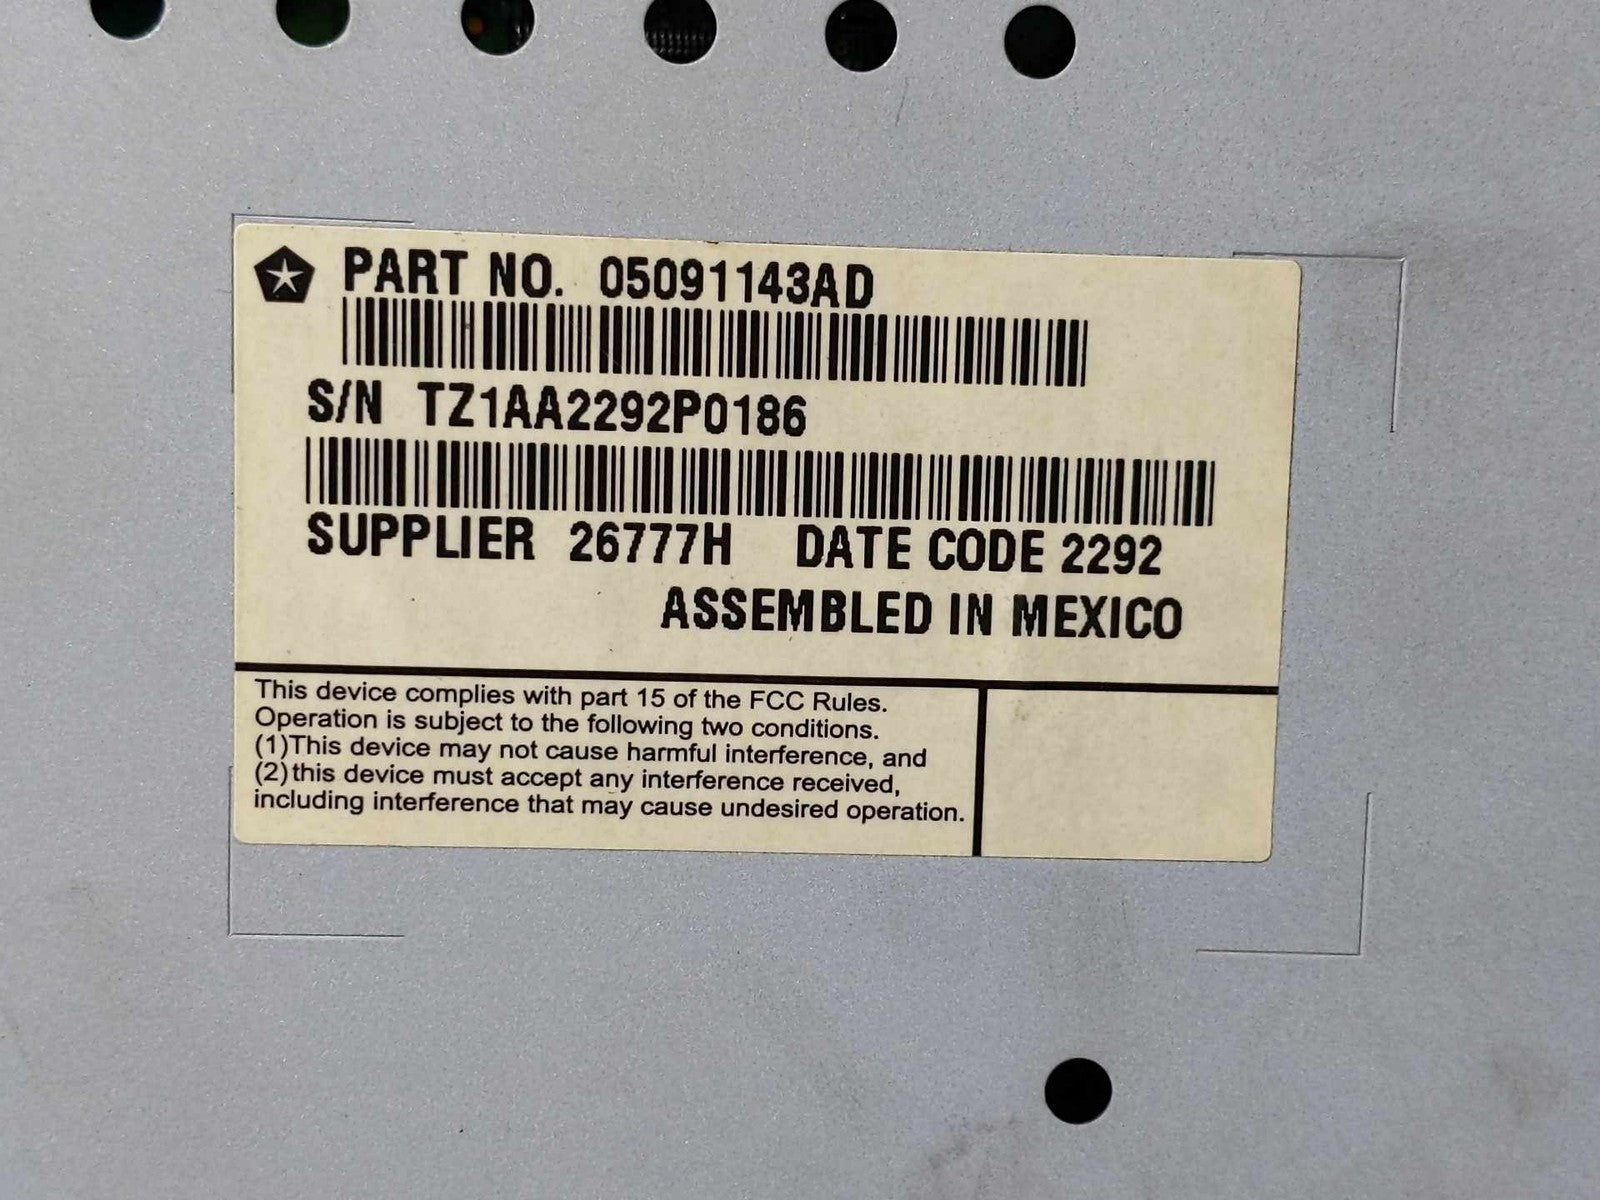 PART NO. 05091143AD
S/N TZ1AA2292P0186
SUPPLIER 26777H DATE CODE 2292
ASSEMBLED IN MEXICO
This device complies with part 15 of the FCC Rules.
Operation is subject to the following two conditions.
(1)This device may not cause harmful interference, and
(2)this device must accept any interference received,
including interference that may cause undesired operation.